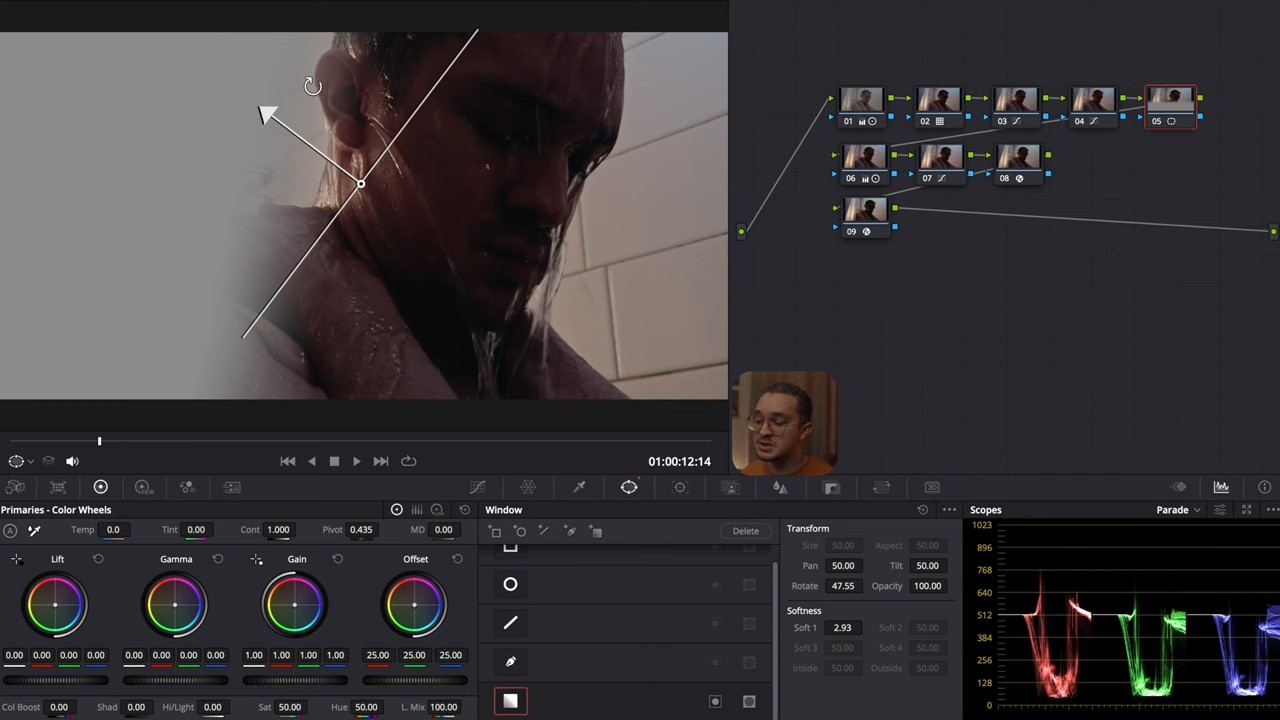 01
02
03
04
05
06
07
08
09
01:00:12:14
HDR
3D
Primaries - Color Wheels
Window
Scopes
Parade
A
Temp 0.0
Tint 0.00
Cont 1.000
Pivot 0.435
MD 0.00
Delete
Transform
Lift
Gamma
Gain
Offset
Size 50.00
Aspect 50.00
Pan 50.00
Tilt 50.00
Rotate 47.55
Opacity 100.00
Softness
Soft 1 2.93
Soft 2 50.00
Soft 3 50.00
Soft 4 50.00
Inside 50.00
Outside 50.00
0.00 0.00 0.00 0.00
0.00 0.00 0.00 0.00
1.00 1.00 1.00 1.00
25.00 25.00 25.00
Col Boost 0.00
Shad 0.00
Hi/Light 0.00
Sat 50.00
Hue 50.00
L. Mix 100.00
1023
896
768
640
512
384
256
128
0